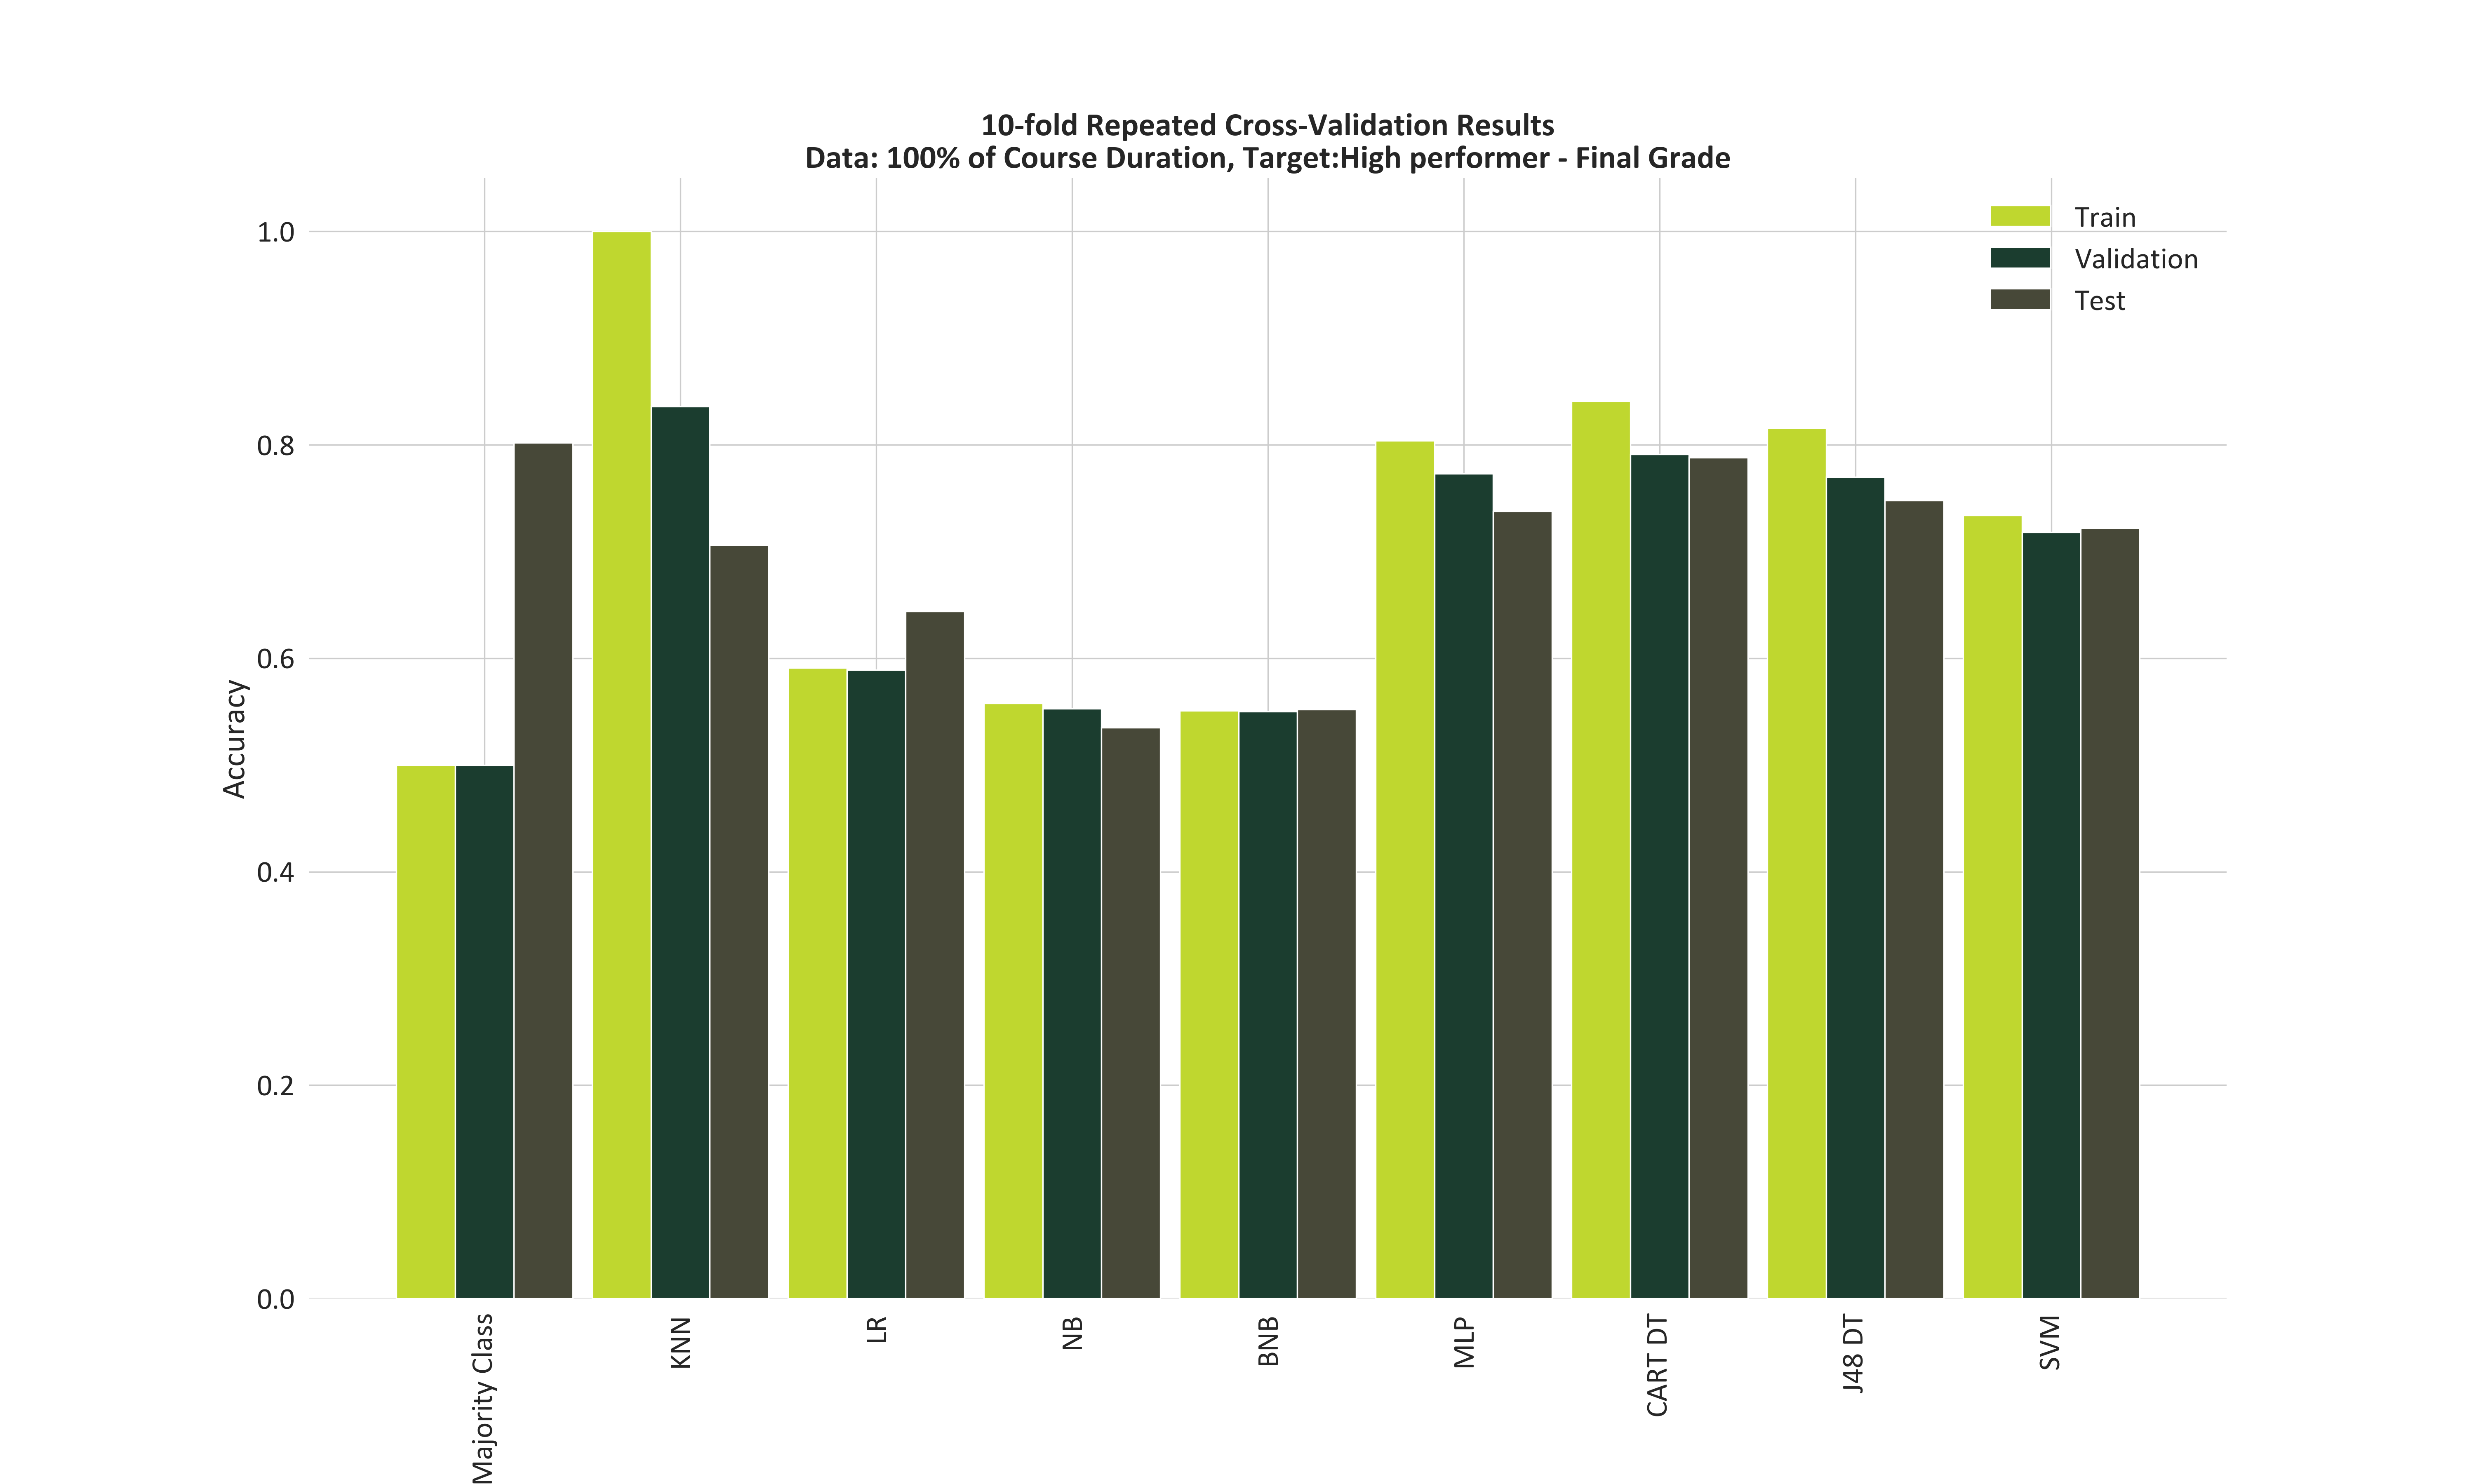 10-fold Repeated Cross-Validation Results
Data: 100% of Course Duration, Target:High performer - Final Grade
Train
Validation
Test
1.0
0.8
0.6
0.4
0.2
0.0
Accuracy
Majority Class
KNN
LR
NB
BNB
MLP
CART DT
J48 DT
SVM